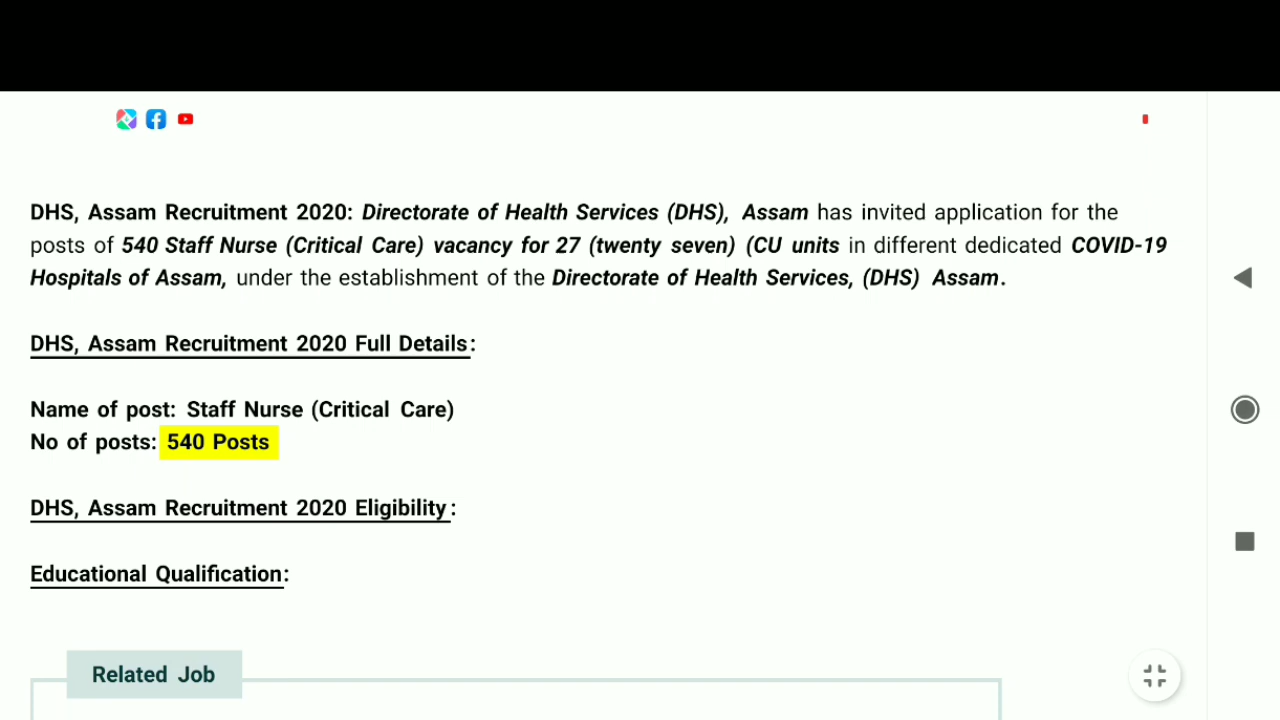 DHS, Assam Recruitment 2020: Directorate of Health Services (DHS), Assam has invited application for the
posts of 540 Staff Nurse (Critical Care) vacancy for 27 (twenty seven) (CU units in different dedicated COVID-19
Hospitals of Assam, under the establishment of the Directorate of Health Services, (DHS) Assam.
DHS, Assam Recruitment 2020 Full Details:
Name of post: Staff Nurse (Critical Care)
No of posts: 540 Posts
DHS, Assam Recruitment 2020 Eligibility:
Educational Qualification:
Related Job